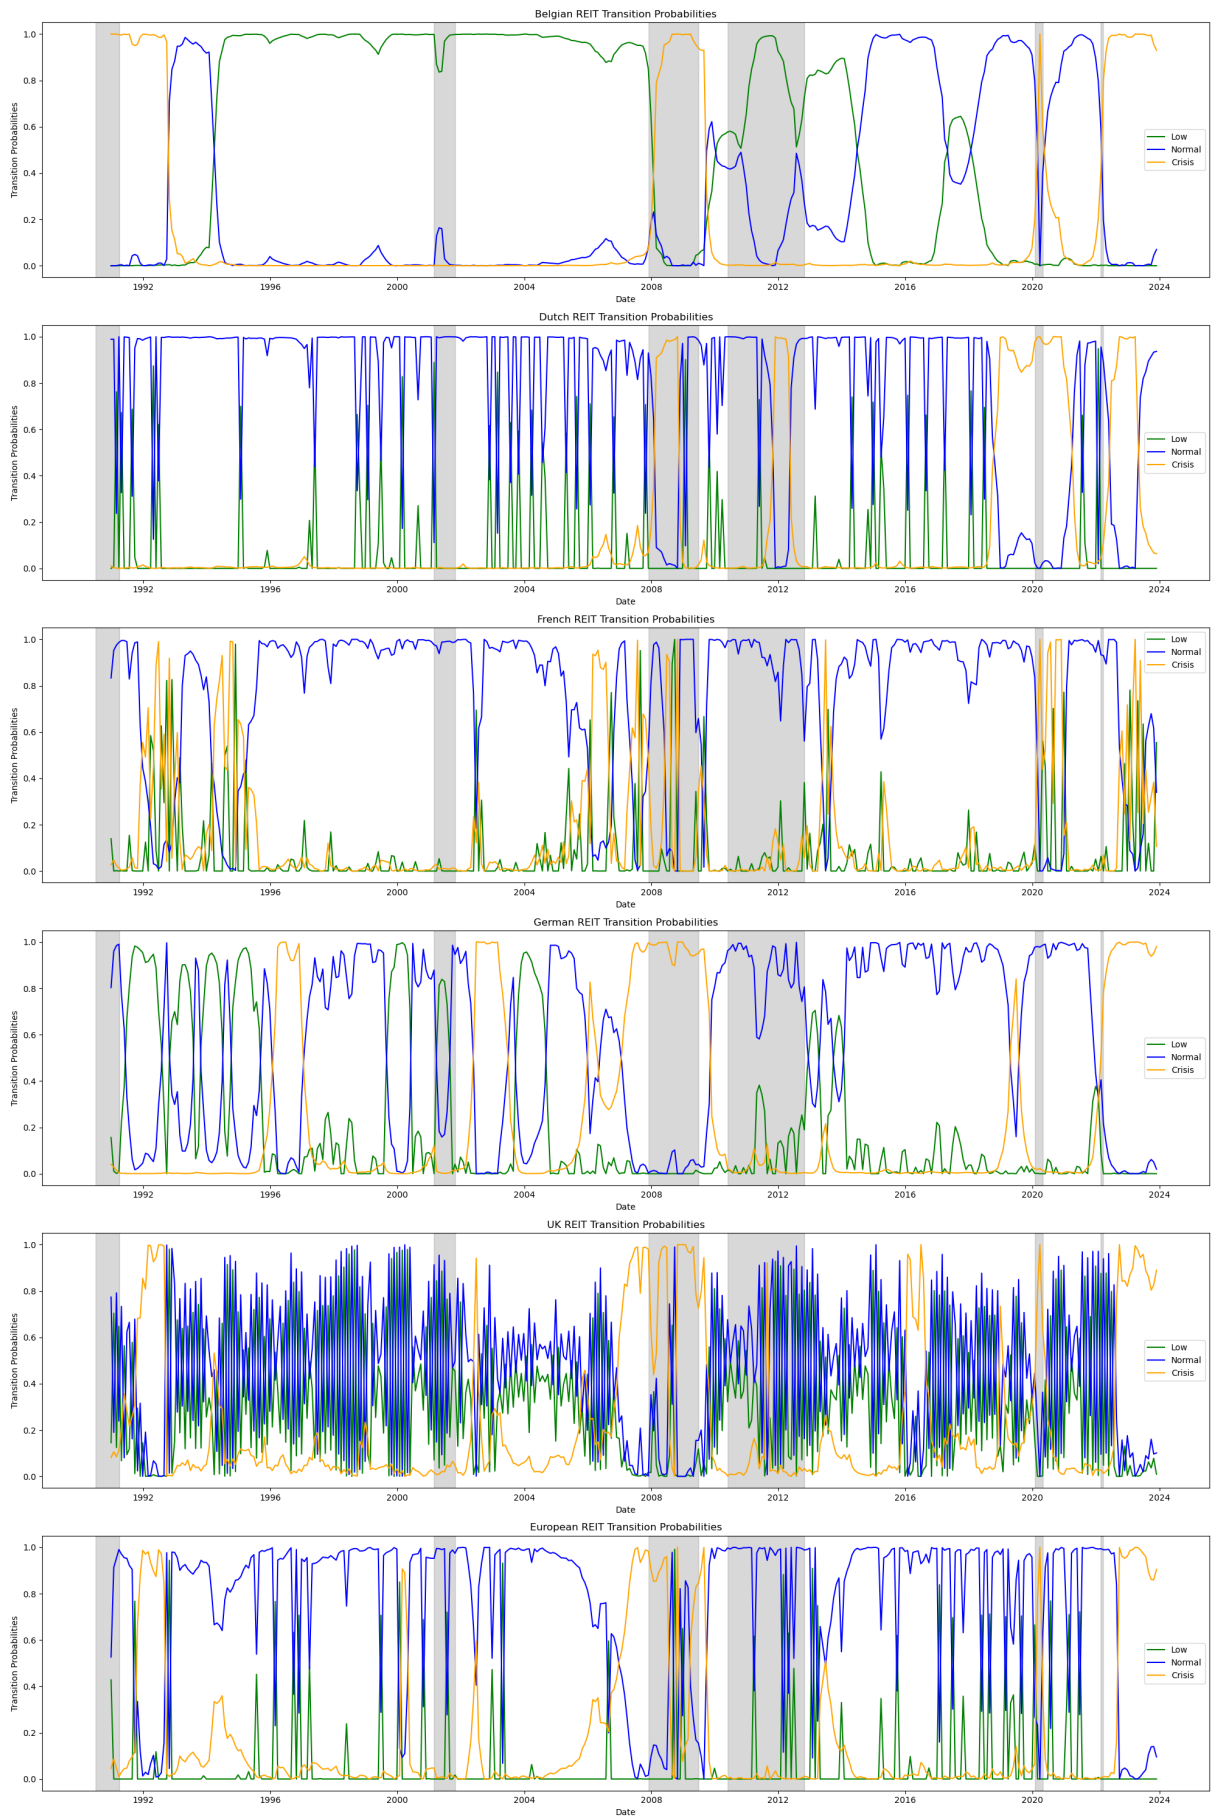 Belgian REIT Transition Probabilities
Transition Probabilities
1.0
0.8
0.6
0.4
0.2
0.0
Low
Normal
Crisis
1992 1996 2000 2004 2008 2012 2016 2020 2024
Date
Dutch REIT Transition Probabilities
Transition Probabilities
1.0
0.8
0.6
0.4
0.2
0.0
Low
Normal
Crisis
1992 1996 2000 2004 2008 2012 2016 2020 2024
Date
French REIT Transition Probabilities
Transition Probabilities
1.0
0.8
0.6
0.4
0.2
0.0
Low
Normal
Crisis
1992 1996 2000 2004 2008 2012 2016 2020 2024
Date
German REIT Transition Probabilities
Transition Probabilities
1.0
0.8
0.6
0.4
0.2
0.0
Low
Normal
Crisis
1992 1996 2000 2004 2008 2012 2016 2020 2024
Date
UK REIT Transition Probabilities
Transition Probabilities
1.0
0.8
0.6
0.4
0.2
0.0
Low
Normal
Crisis
1992 1996 2000 2004 2008 2012 2016 2020 2024
Date
European REIT Transition Probabilities
Transition Probabilities
1.0
0.8
0.6
0.4
0.2
0.0
Low
Normal
Crisis
1992 1996 2000 2004 2008 2012 2016 2020 2024
Date